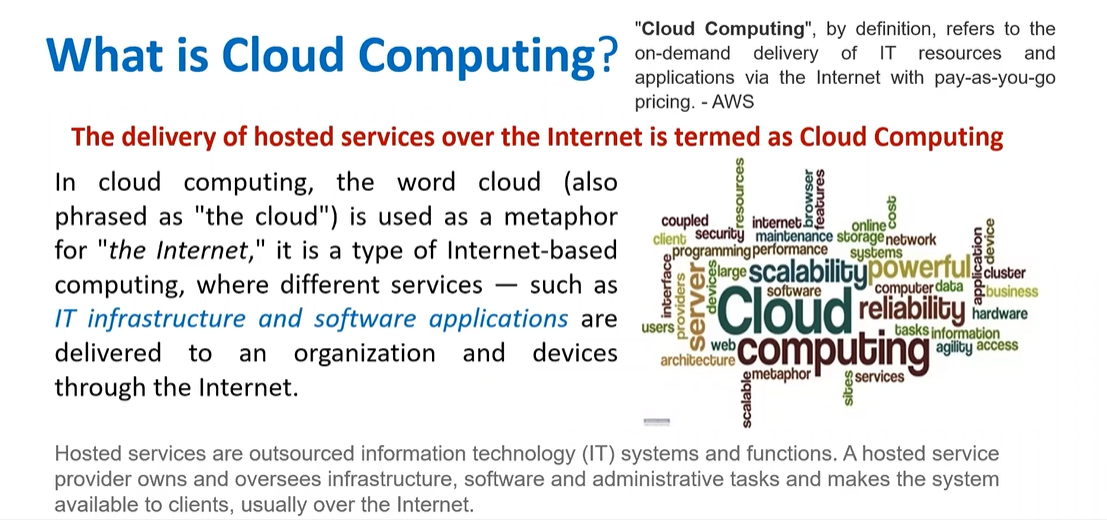 What is Cloud Computing?
"Cloud Computing", by definition, refers to the
on-demand delivery of IT resources and
applications via the Internet with pay-as-you-go
pricing. - AWS
The delivery of hosted services over the Internet is termed as Cloud Computing
In cloud computing, the word cloud (also
phrased as "the cloud") is used as a metaphor
for "the Internet," it is a type of Internet-based
computing, where different services — such as
IT infrastructure and software applications are
delivered to an organization and devices
through the Internet.
resources
browser
features
cost
coupled
internet
online
device
client
security
maintenance
storage
network
application
programming
performance
systems
interface
providers
server
devices
large
scalability
powerful
cluster
software
computer
data
business
Cloud
reliability
hardware
users
tasks
information
web
computing
agility
access
architecture
metaphor
scalable
sites
services
Hosted services are outsourced information technology (IT) systems and functions. A hosted service
provider owns and oversees infrastructure, software and administrative tasks and makes the system
available to clients, usually over the Internet.